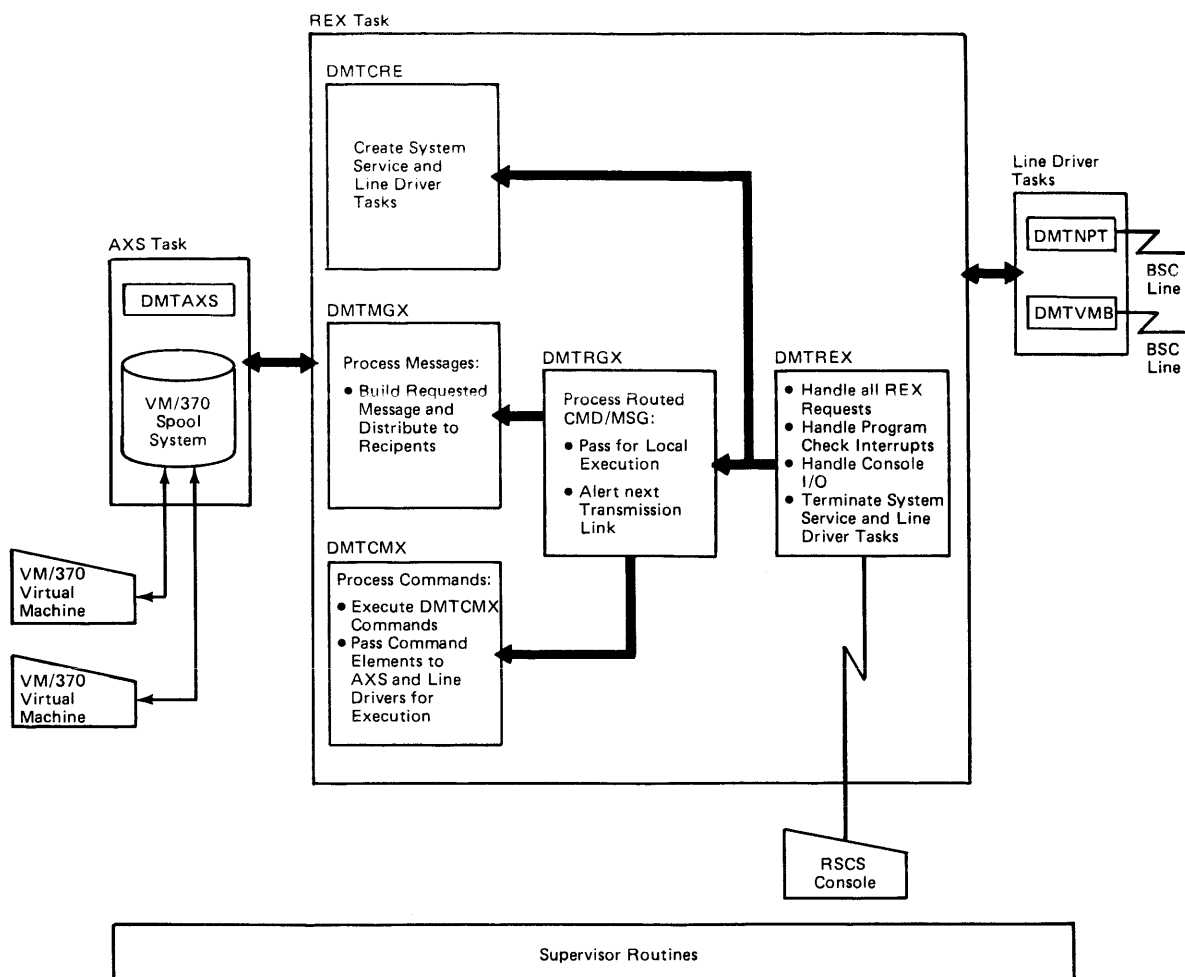 REX Task
DMTCRE
Create System
Service and
Line Driver
Tasks
Line Driver
Tasks
DMTNPT
BSC
Line
DMTVMB
BSC
Line
AXS Task
DMTAXS
VM/370
Spool
System
VM/370
Virtual
Machine
VM/370
Virtual
Machine
DMTMGX
Process Messages:
● Build Requested
Message and
Distribute to
Recipents
DMTRGX
Process Routed
CMD/MSG:
● Pass for Local
Execution
● Alert next
Transmission
Link
DMTREX
● Handle all REX
Requests
● Handle Program
Check Interrupts
● Handle Console
I/O
● Terminate System
Service and Line
Driver Tasks
DMTCMX
Process Commands:
● Execute DMTCMX
Commands
● Pass Command
Elements to
AXS and Line
Drivers for
Execution
RSCS
Console
Supervisor Routines